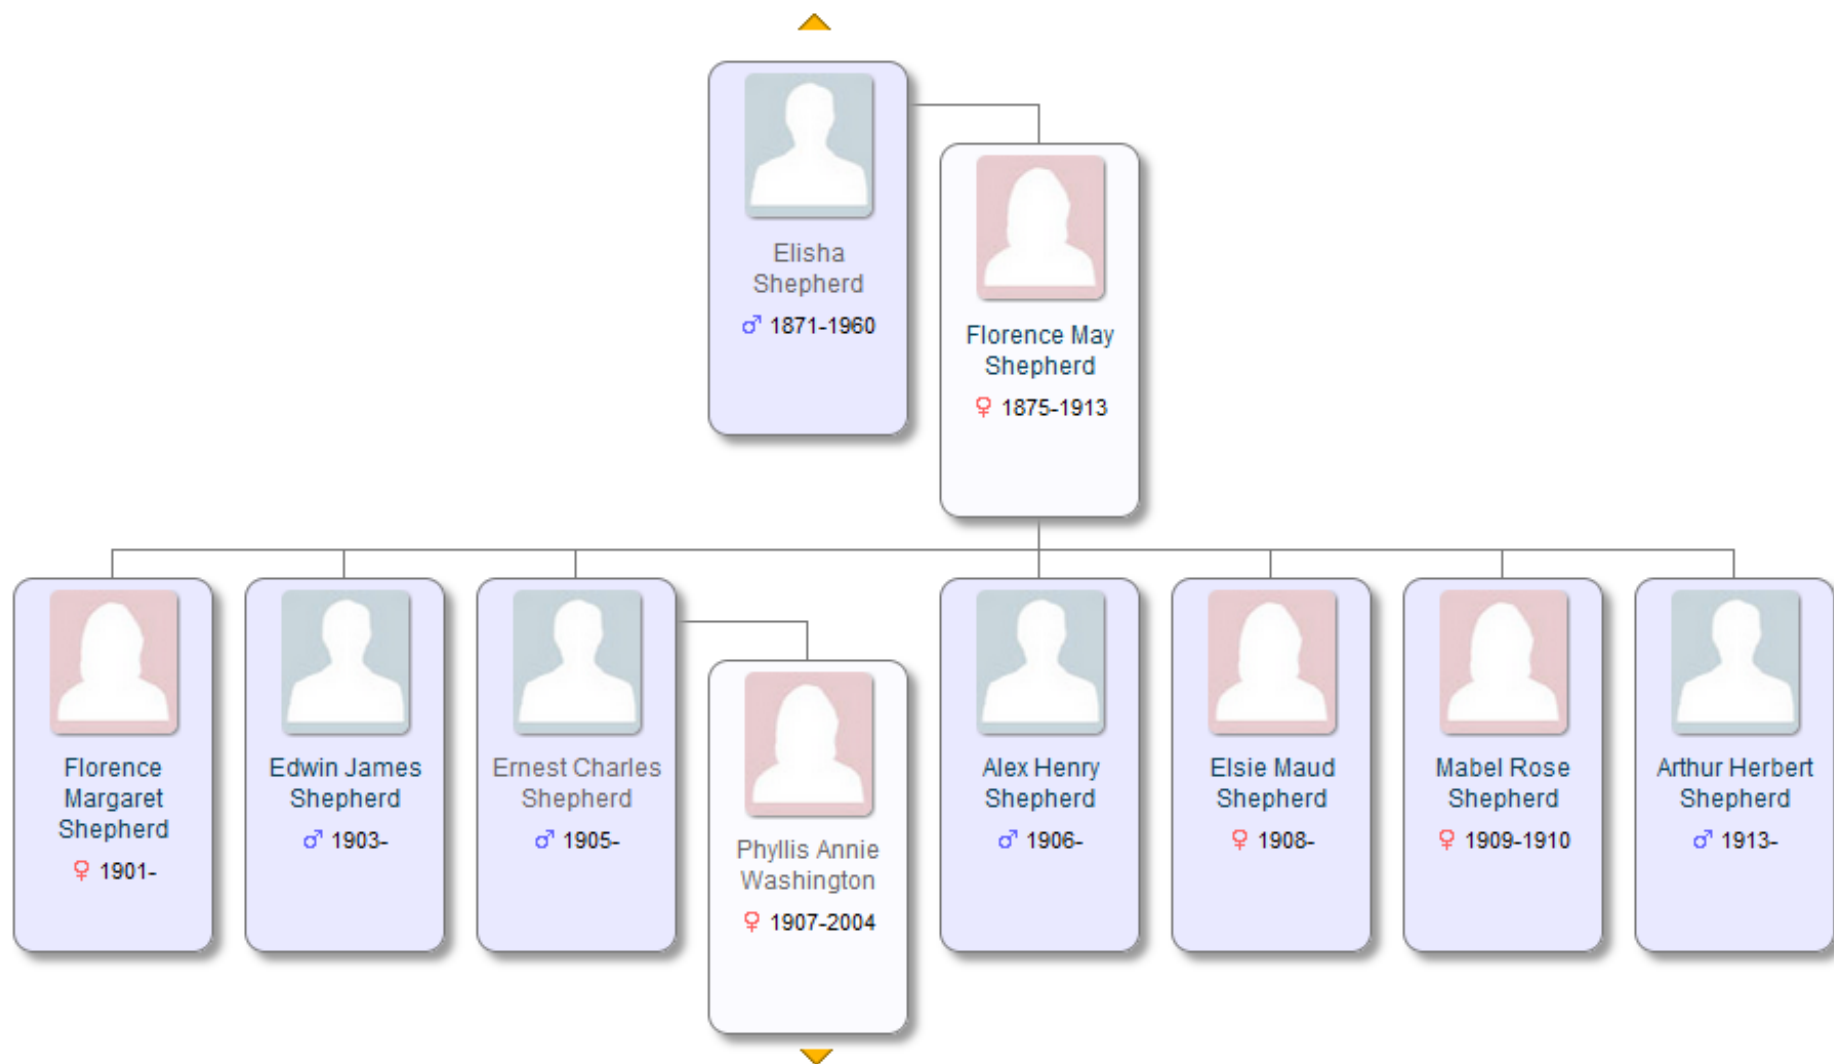 Elisha
Shepherd
♂ 1871-1960
Florence May
Shepherd
♀ 1875-1913
Florence
Margaret
Shepherd
♀ 1901-
Edwin James
Shepherd
♂ 1903-
Ernest Charles
Shepherd
♂ 1905-
Phyllis Annie
Washington
♀ 1907-2004
Alex Henry
Shepherd
♂ 1906-
Elsie Maud
Shepherd
♀ 1908-
Mabel Rose
Shepherd
♀ 1909-1910
Arthur Herbert
Shepherd
♂ 1913-